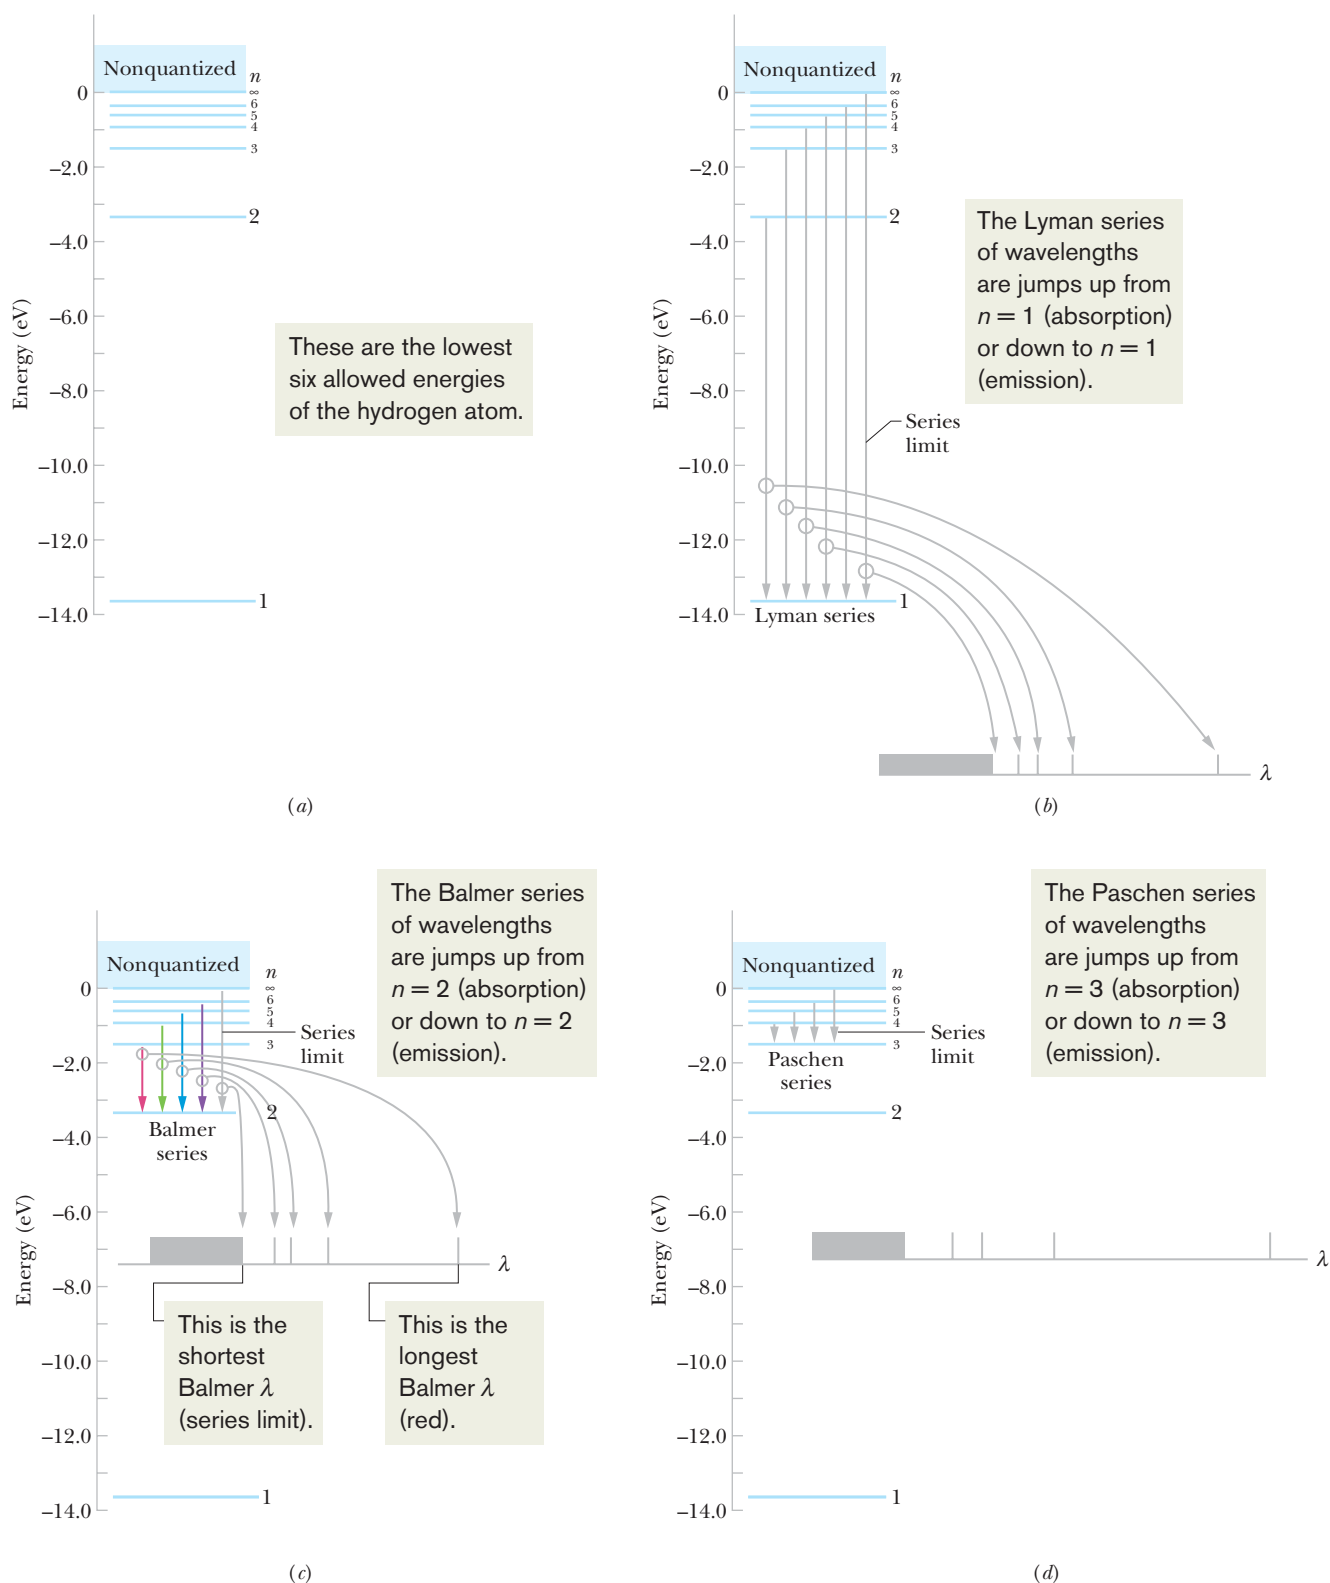 Nonquantized
n
0
∞
6
5
4
3
–2.0
2
–4.0
–6.0
–8.0
–10.0
–12.0
1
–14.0
Energy (eV)
These are the lowest
six allowed energies
of the hydrogen atom.
(a)
Nonquantized
n
0
∞
6
5
4
3
–2.0
2
–4.0
–6.0
–8.0
–10.0
–12.0
1
–14.0
Energy (eV)
The Lyman series
of wavelengths
are jumps up from
n = 1 (absorption)
or down to n = 1
(emission).
Series
limit
Lyman series
λ
(b)
The Balmer series
of wavelengths
are jumps up from
n = 2 (absorption)
or down to n = 2
(emission).
Nonquantized
n
0
∞
6
5
4
3
Series
limit
–2.0
2
Balmer
series
–4.0
–6.0
λ
–8.0
–10.0
–12.0
1
–14.0
Energy (eV)
This is the
shortest
Balmer λ
(series limit).
This is the
longest
Balmer λ
(red).
(c)
The Paschen series
of wavelengths
are jumps up from
n = 3 (absorption)
or down to n = 3
(emission).
Nonquantized
n
0
∞
6
5
4
3
Series
limit
Paschen
series
–2.0
2
–4.0
–6.0
λ
–8.0
–10.0
–12.0
1
–14.0
Energy (eV)
(d)